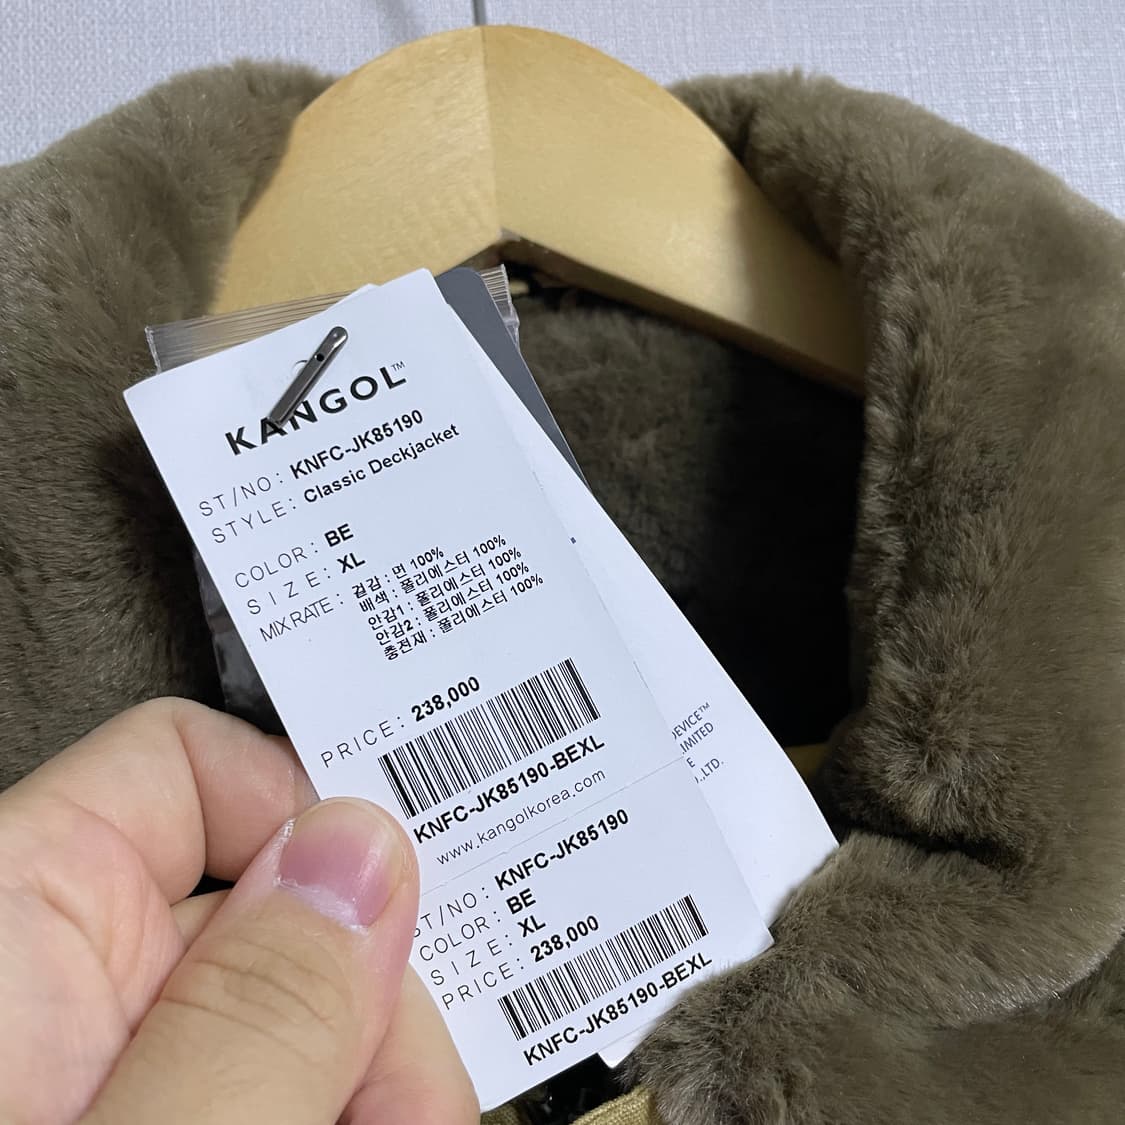 KANGOL™
ST/NO: KNFC-JK85190
STYLE: Classic Deckjacket
COLOR: BE
SIZE: XL
MIX RATE: 겉감 : 면 100%
배색 : 폴리에스터 100%
안감1 : 폴리에스터 100%
안감2 : 폴리에스터 100%
충전재 : 폴리에스터 100%
PRICE: 238,000
KNFC-JK85190-BEXL
www.kangolkorea.com
ST/NO: KNFC-JK85190
COLOR: BE
SIZE: XL
PRICE: 238,000
KNFC-JK85190-BEXL
DEVICE™